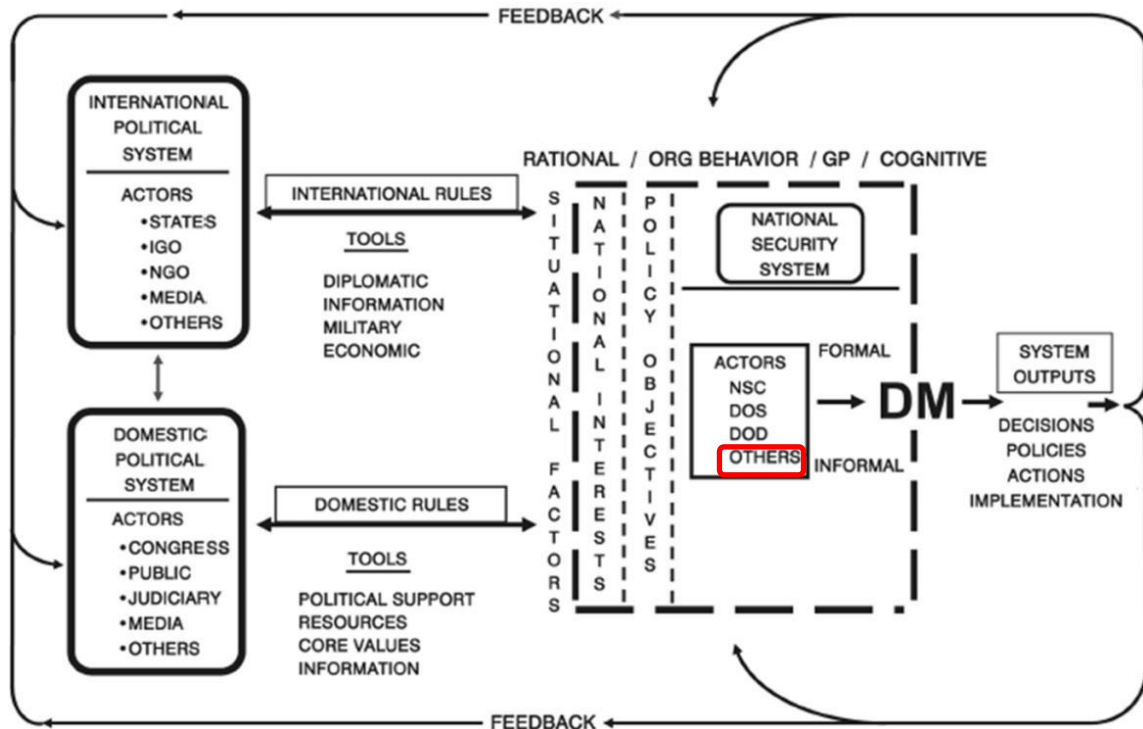 FEEDBACK
INTERNATIONAL
POLITICAL
SYSTEM
ACTORS
•STATES
•IGO
•NGO
•MEDIA
•OTHERS
DOMESTIC
POLITICAL
SYSTEM
ACTORS
•CONGRESS
•PUBLIC
•JUDICIARY
•MEDIA
•OTHERS
INTERNATIONAL RULES
TOOLS
DIPLOMATIC
INFORMATION
MILITARY
ECONOMIC
DOMESTIC RULES
TOOLS
POLITICAL SUPPORT
RESOURCES
CORE VALUES
INFORMATION
RATIONAL / ORG BEHAVIOR / GP / COGNITIVE
SITUATIONAL FACTORS
NATIONAL INTERESTS
POLICY OBJECTIVES
NATIONAL
SECURITY
SYSTEM
ACTORS
NSC
DOS
DOD
OTHERS
FORMAL
DM
INFORMAL
SYSTEM
OUTPUTS
DECISIONS
POLICIES
ACTIONS
IMPLEMENTATION
FEEDBACK